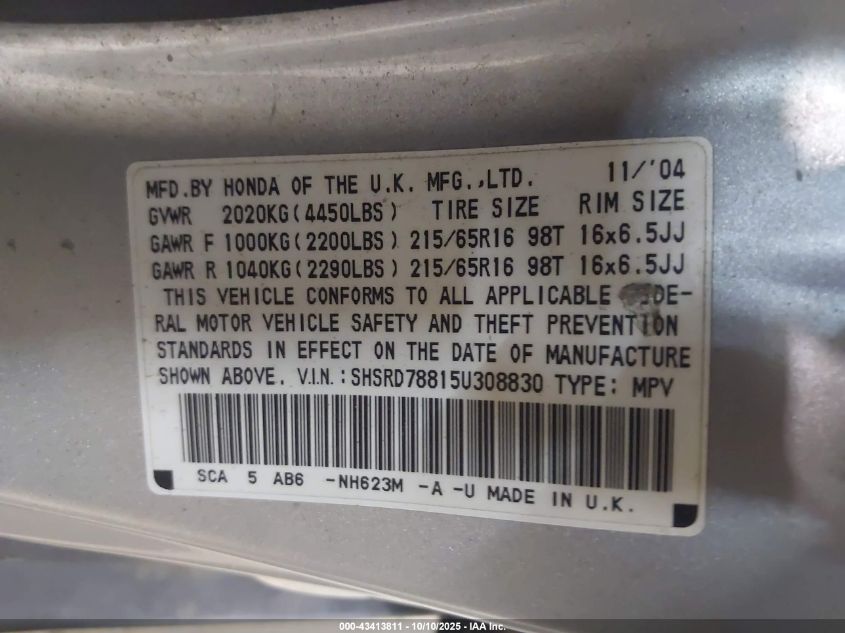 MFD.BY HONDA OF THE U.K. MFG.,LTD. 11/'04
GVWR 2020KG(4450LBS) TIRE SIZE RIM SIZE
GAWR F 1000KG(2200LBS) 215/65R16 98T 16x6.5JJ
GAWR R 1040KG(2290LBS) 215/65R16 98T 16x6.5JJ
THIS VEHICLE CONFORMS TO ALL APPLICABLE DE-
RAL MOTOR VEHICLE SAFETY AND THEFT PREVENTION
STANDARDS IN EFFECT ON THE DATE OF MANUFACTURE
SHOWN ABOVE. V.I.N.:SHSRD78815U308830 TYPE: MPV
SCA 5 AB6 -NH623M -A -U MADE IN U.K.
000-43413811 - 10/10/2025 - IAA Inc.